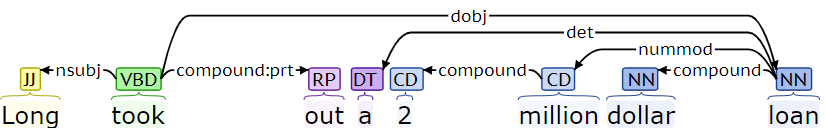 dobj
det
nummod
nsubj compound:prt compound compound
JJ VBD RP DT CD CD NN NN
Long took out a 2 million dollar loan